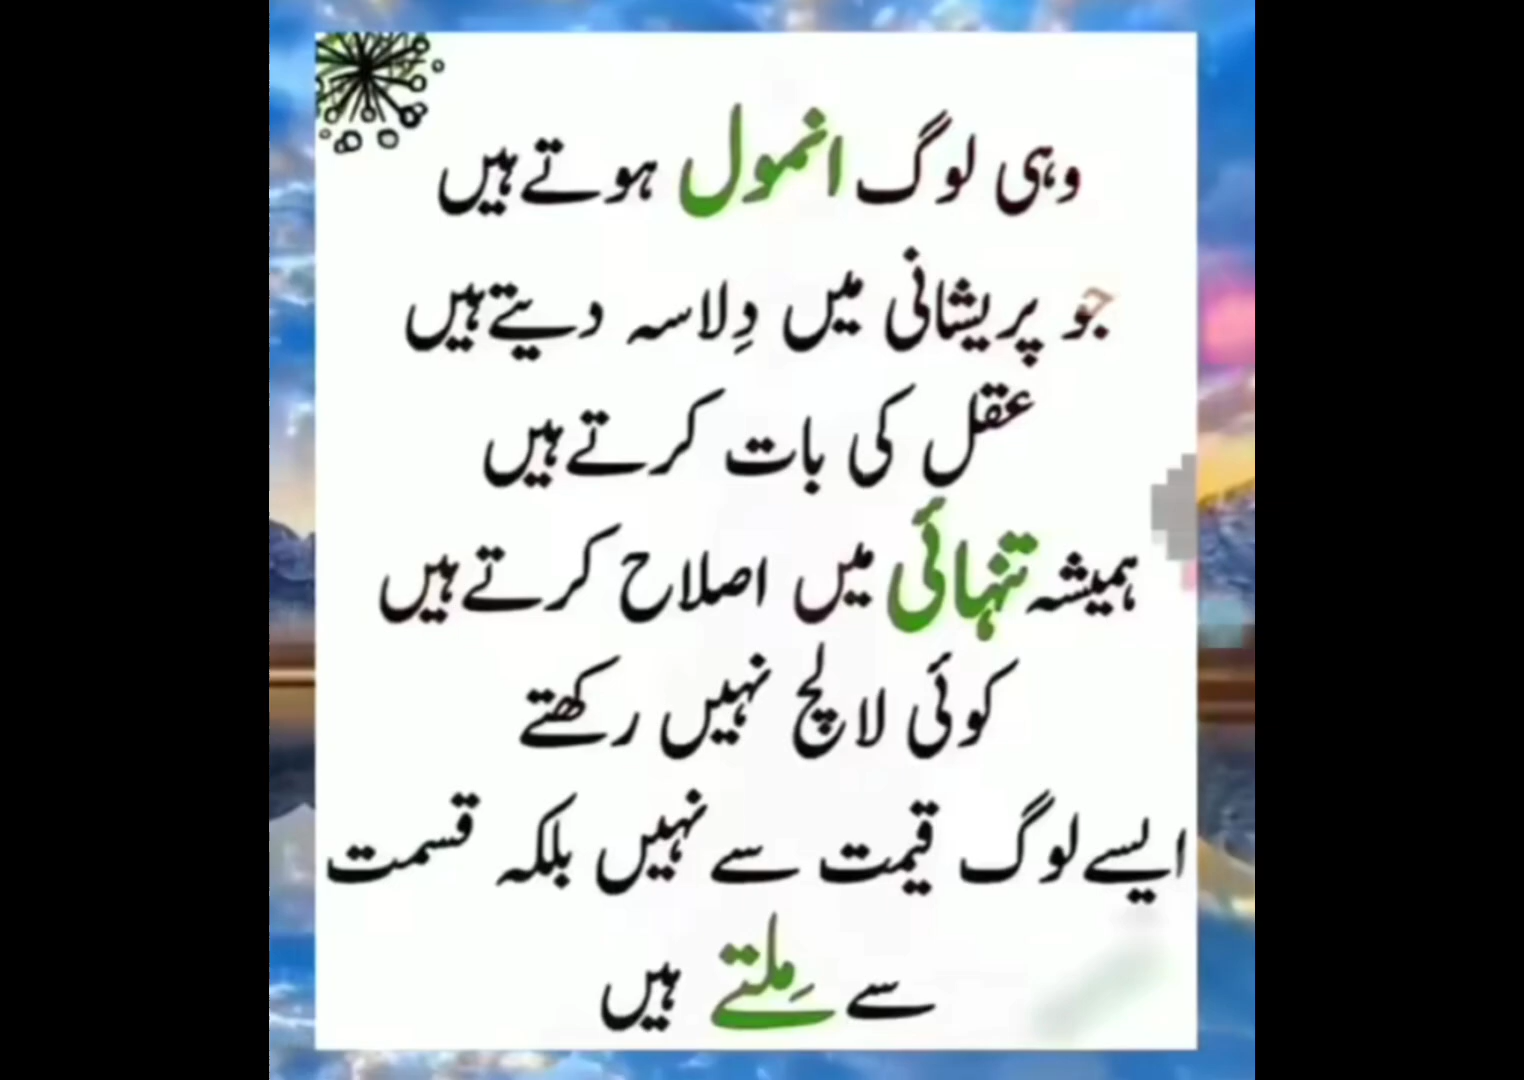 وہی لوگ انمول ہوتے ہیں
جو پریشانی میں دِلاسہ دیتے ہیں
عقل کی بات کرتے ہیں
ہمیشہ تنہائی میں اصلاح کرتے ہیں
کوئی لالچ نہیں رکھتے
ایسے لوگ قیمت سے نہیں بلکہ قسمت
سے مِلتے ہیں